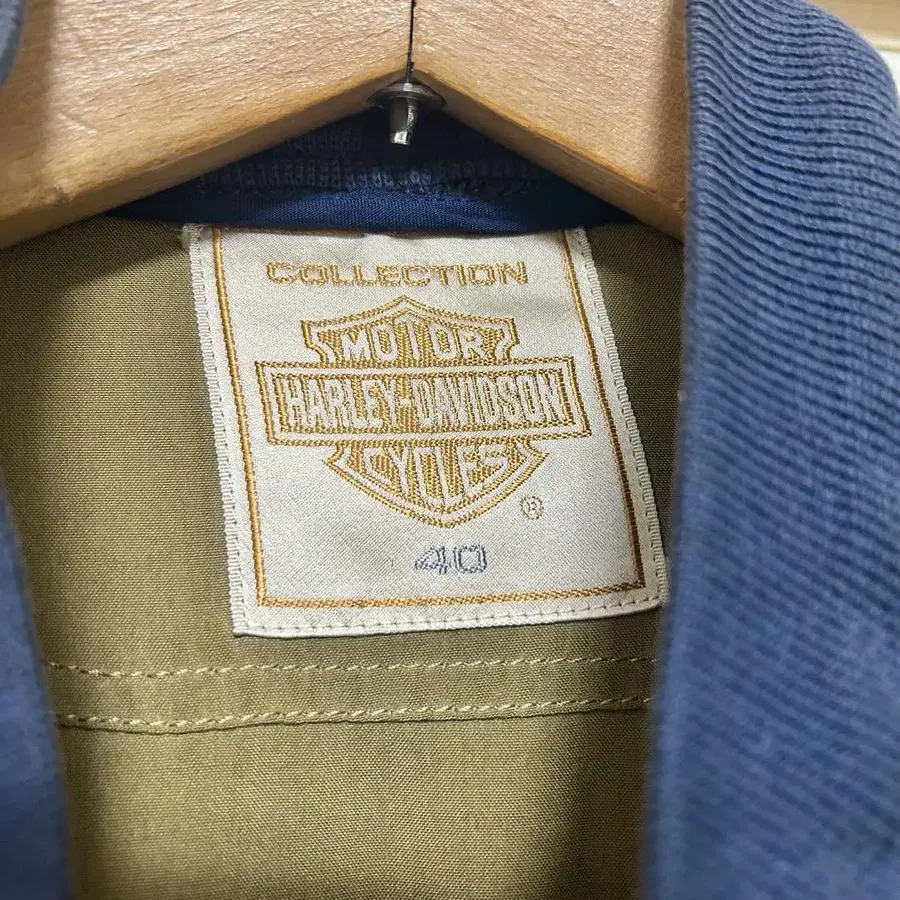 COLLECTION
MOTOR
HARLEY-DAVIDSON
CYCLES
®
40